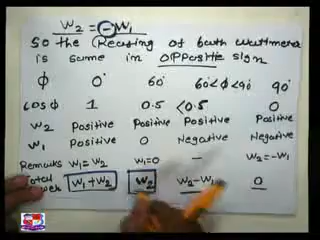 W₂ = -W₁
So the Reading of both wattmeter
is same in OPPOSITE sign
ϕ 0° 60° 60°<ϕ<90° 90°
cosϕ 1 0.5 <0.5 0
W₂ Positive Positive Positive Positive
W₁ Positive 0 Negative Negative
Remarks W₁=W₂ W₁=0 - W₂=-W₁
Total W₁+W₂ W₂ W₂-W₁ 0